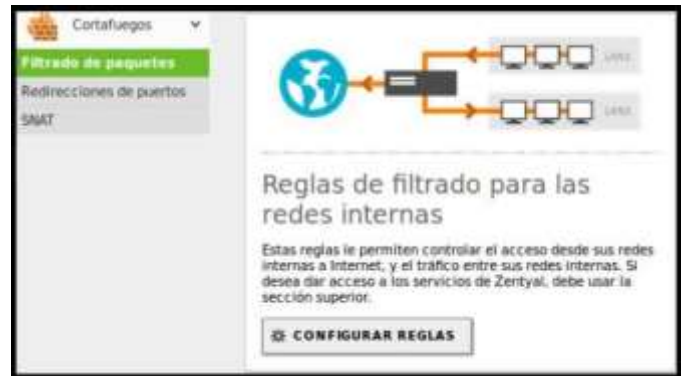 Cortafuegos
Filtrado de paquetes
Redirecciones de puertos
SNAT
Reglas de filtrado para las
redes internas
Estas reglas le permiten controlar el acceso desde sus redes
internas a Internet, y el tráfico entre sus redes internas. Si
desea dar acceso a los servicios de Zentyal, debe usar la
sección superior.
CONFIGURAR REGLAS